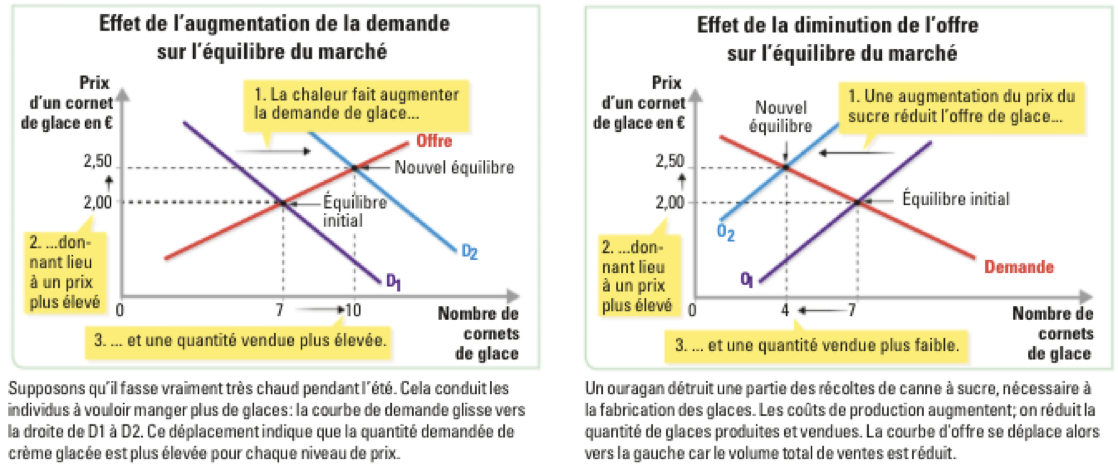 Effet de l'augmentation de la demande
sur l'équilibre du marché
Prix
d'un cornet
de glace en €
1. La chaleur fait augmenter
la demande de glace...
Offre
2,50
Nouvel équilibre
2,00
Équilibre
initial
2. ...don-
nant lieu
à un prix
plus élevé
D2
D1
0 7 10
Nombre de
cornets
de glace
3. ... et une quantité vendue plus élevée.
Supposons qu'il fasse vraiment très chaud pendant l'été. Cela conduit les
individus à vouloir manger plus de glaces : la courbe de demande glisse vers
la droite de D1 à D2. Ce déplacement indique que la quantité demandée de
crème glacée est plus élevée pour chaque niveau de prix.
Effet de la diminution de l'offre
sur l'équilibre du marché
Prix
d'un cornet
de glace en €
Nouvel
équilibre
1. Une augmentation du prix du
sucre réduit l'offre de glace...
2,50
2,00
Équilibre initial
O2
2. ...don-
nant lieu
à un prix
plus élevé
O1
Demande
0 4 7
Nombre de
cornets
de glace
3. ... et une quantité vendue plus faible.
Un ouragan détruit une partie des récoltes de canne à sucre, nécessaire à
la fabrication des glaces. Les coûts de production augmentent; on réduit la
quantité de glaces produites et vendues. La courbe d'offre se déplace alors
vers la gauche car le volume total de ventes est réduit.